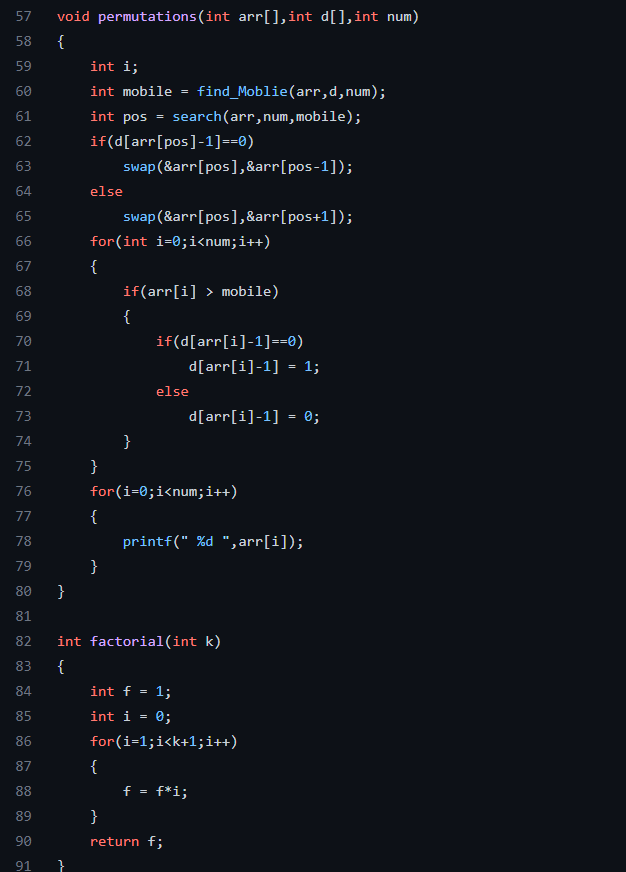 57 void permutations(int arr[],int d[],int num)
58 {
59     int i;
60     int mobile = find_Moblie(arr,d,num);
61     int pos = search(arr,num,mobile);
62     if(d[arr[pos]-1]==0)
63         swap(&arr[pos],&arr[pos-1]);
64     else
65         swap(&arr[pos],&arr[pos+1]);
66     for(int i=0;i<num;i++)
67     {
68         if(arr[i] > mobile)
69         {
70             if(d[arr[i]-1]==0)
71                 d[arr[i]-1] = 1;
72             else
73                 d[arr[i]-1] = 0;
74         }
75     }
76     for(i=0;i<num;i++)
77     {
78         printf(" %d ",arr[i]);
79     }
80 }
81
82 int factorial(int k)
83 {
84     int f = 1;
85     int i = 0;
86     for(i=1;i<k+1;i++)
87     {
88         f = f*i;
89     }
90     return f;
91 }